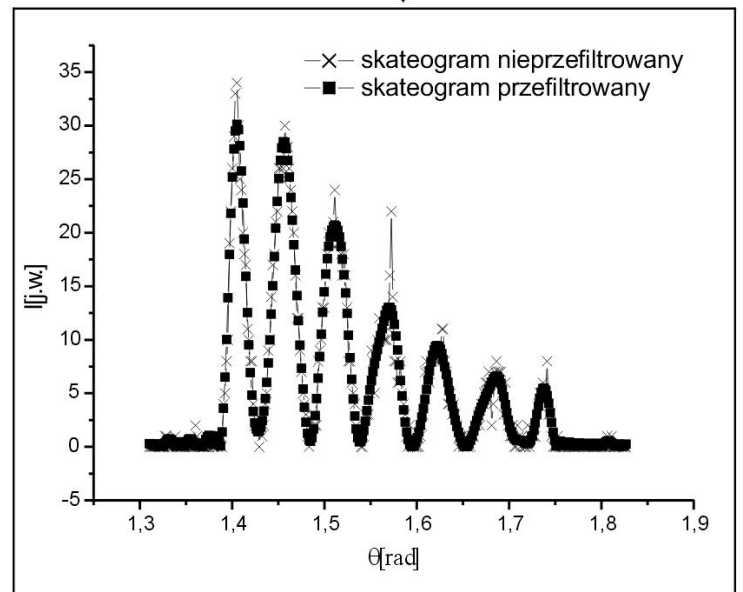 skateogram nieprzefiltrowany
skateogram przefiltrowany
35
30
25
20
15
10
5
0
-5
I[j.w.]
1,3 1,4 1,5 1,6 1,7 1,8 1,9
θ[rad]